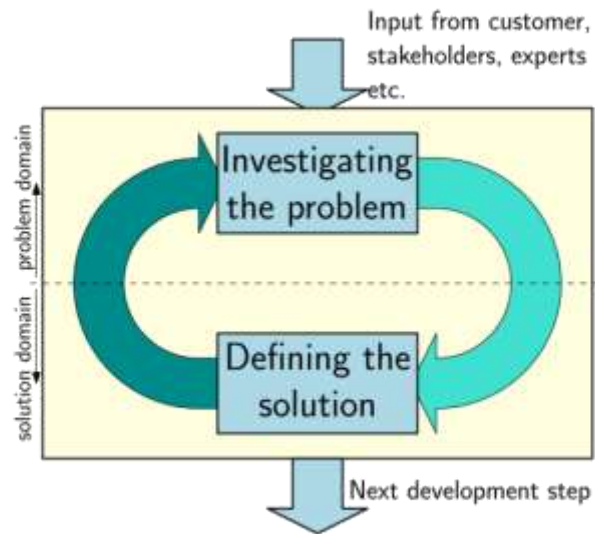 Input from customer,
stakeholders, experts
etc.
problem domain
Investigating
the problem
solution domain
Defining the
solution
Next development step